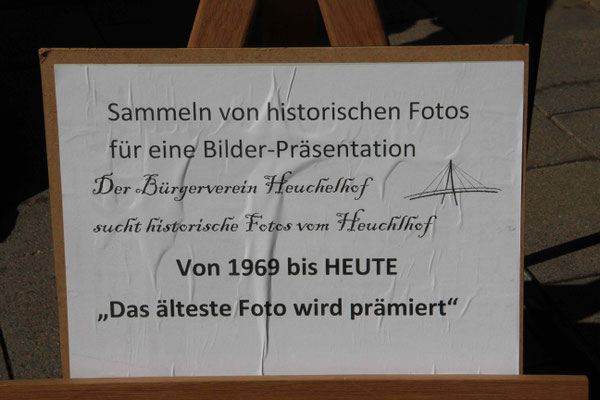 Sammeln von historischen Fotos
für eine Bilder-Präsentation
Der Bürgerverein Heuchelhof
sucht historische Fotos vom Heuchlhof
Von 1969 bis HEUTE
„Das älteste Foto wird prämiert“